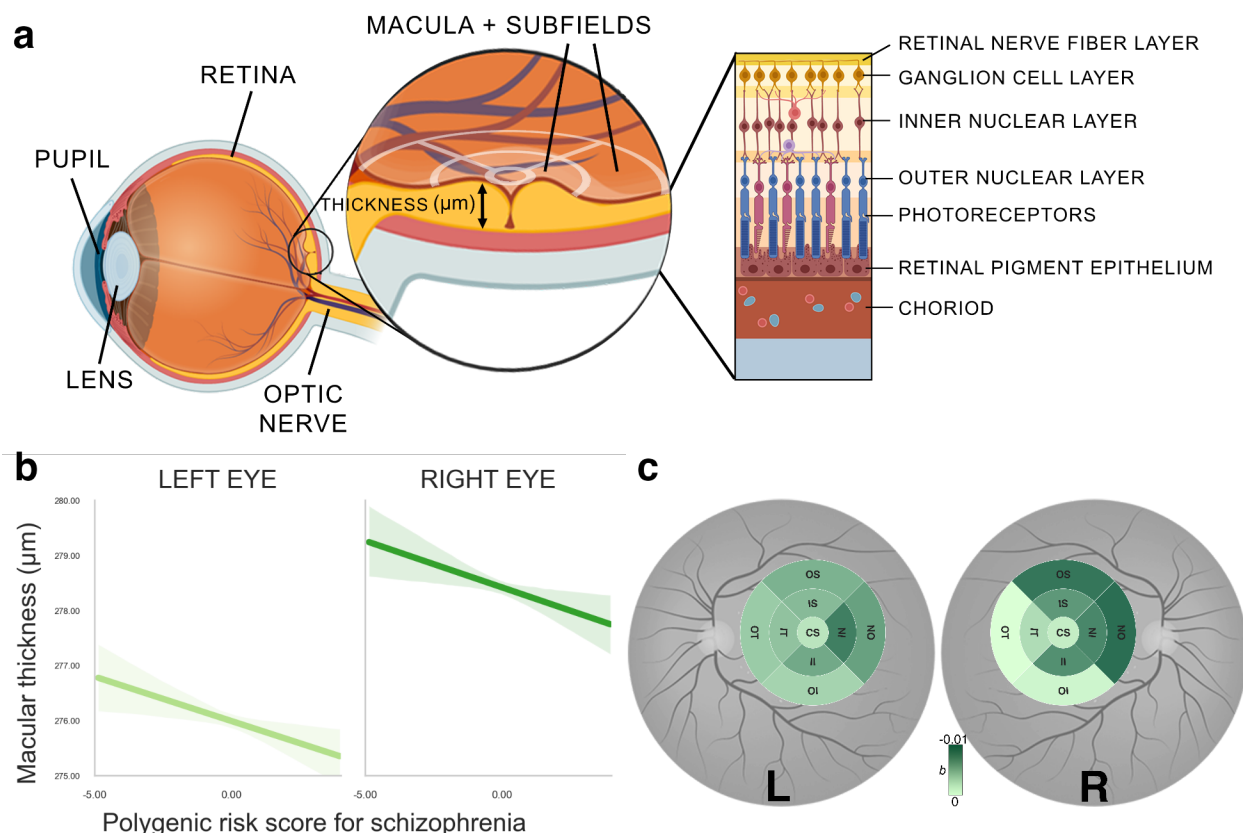 a
MACULA + SUBFIELDS
RETINA
PUPIL
THICKNESS (μm)
LENS
OPTIC
NERVE
RETINAL NERVE FIBER LAYER
GANGLION CELL LAYER
INNER NUCLEAR LAYER
OUTER NUCLEAR LAYER
PHOTORECEPTORS
RETINAL PIGMENT EPITHELIUM
CHORIOD
b
LEFT EYE
RIGHT EYE
Macular thickness (μm)
280.00
279.00
278.00
277.00
276.00
275.00
-5.00
0.00
-5.00
0.00
Polygenic risk score for schizophrenia
c
OS
SI
OT
IT
CS
NI
NO
II
IO
L
OS
SI
OT
IT
CS
NI
NO
II
IO
R
-0.01
b
0